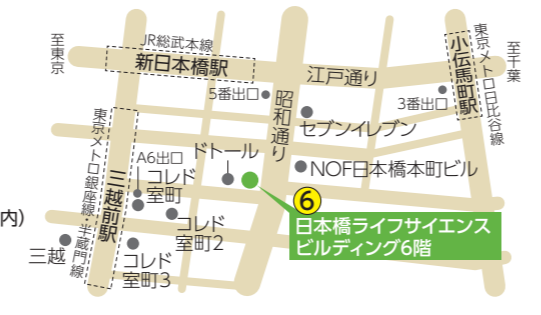 至東京
JR総武本線
新日本橋駅
江戸通り
5番出口
昭和通り
セブンイレブン
3番出口
小伝馬町駅
東京メトロ日比谷線
至千葉
東京メトロ銀座線・半蔵門線
三越前駅
A6出口
コレド
室町
ドトール
NOF日本橋本町ビル
⑥
日本橋ライフサイエンス
ビルディング6階
内)
三越
コレド
室町2
コレド
室町3